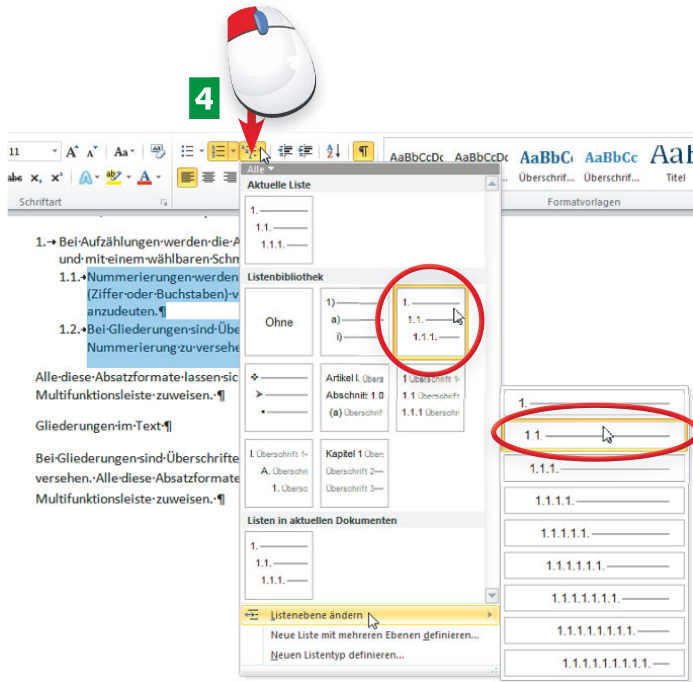 4
11
Aa
abc x, x²
A
Schriftart
AaBbCcDc AaBbCcDc AaBbC AaBbCc AaB
Überschrif... Überschrif... Titel
Formatvorlagen
Alle
Aktuelle Liste
1.
1.1.
1.1.1.
Listenbibliothek
Ohne
1)
a)
i)
1.
1.1.
1.1.1.
Artikel I. Übers
Abschnitt 1.0
(a) Überschrif
1 Überschrift 1-
1.1 Überschrift
1.1.1 Überschr
I. Überschrift 1-
A. Überschri
1. Übersc
Kapitel 1 Über
Überschrift 2
Überschrift 3
Listen in aktuellen Dokumenten
1.
1.1.
1.1.1.
Listenebene ändern
Neue Liste mit mehreren Ebenen definieren...
Neuen Listentyp definieren...
1.
1.1.
1.1.1.
1.1.1.1.
1.1.1.1.1.
1.1.1.1.1.1.
1.1.1.1.1.1.1.
1.1.1.1.1.1.1.1.
1.1.1.1.1.1.1.1.1.
1.→Bei·Aufzählungen·werden·die·A
und·mit·einem·wählbaren·Schm
1.1.Nummerierungen·werden
(Ziffer·oder·Buchstaben)·v
anzudeuten.¶
1.2.Bei·Gliederungen·sind·Übe
Nummerierung·zu·versehe
Alle·diese·Absatzformate·lassen·sic
Multifunktionsleiste·zuweisen.·¶
Gliederungen·im·Text·¶
Bei·Gliederungen·sind·Überschrifte
versehen.·Alle·diese·Absatzformate
Multifunktionsleiste·zuweisen.·¶